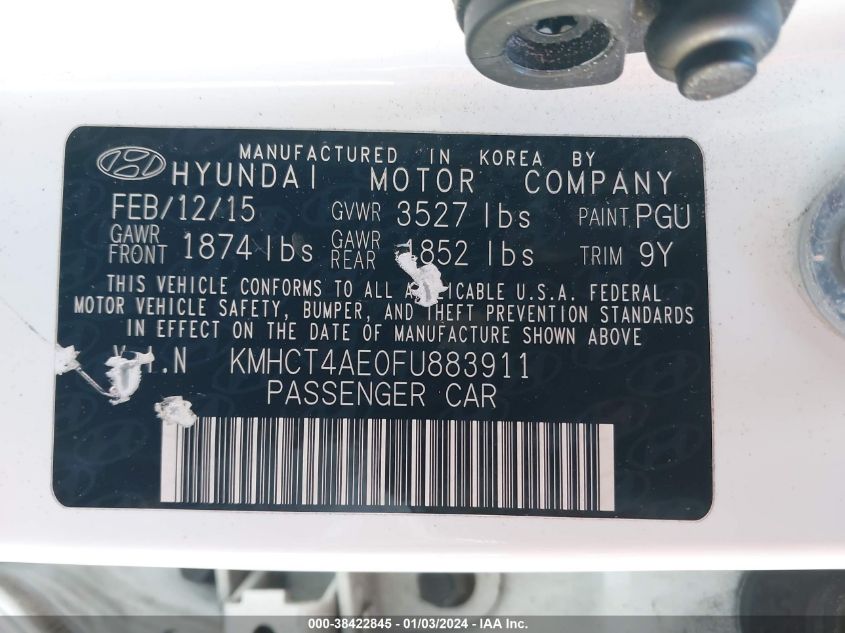 MANUFACTURED IN KOREA BY
HYUNDAI MOTOR COMPANY
FEB/12/15 GVWR 3527 lbs PAINT PGU
GAWR FRONT 1874 lbs GAWR REAR 1852 lbs TRIM 9Y
THIS VEHICLE CONFORMS TO ALL U.S.A. FEDERAL
MOTOR VEHICLE SAFETY, BUMPER, AND THEFT PREVENTION STANDARDS
IN EFFECT ON THE DATE OF MANUFACTURE SHOWN ABOVE
V.I.N KMHCT4AE0FU883911
PASSENGER CAR
000-38422845 - 01/03/2024 - IAA Inc.